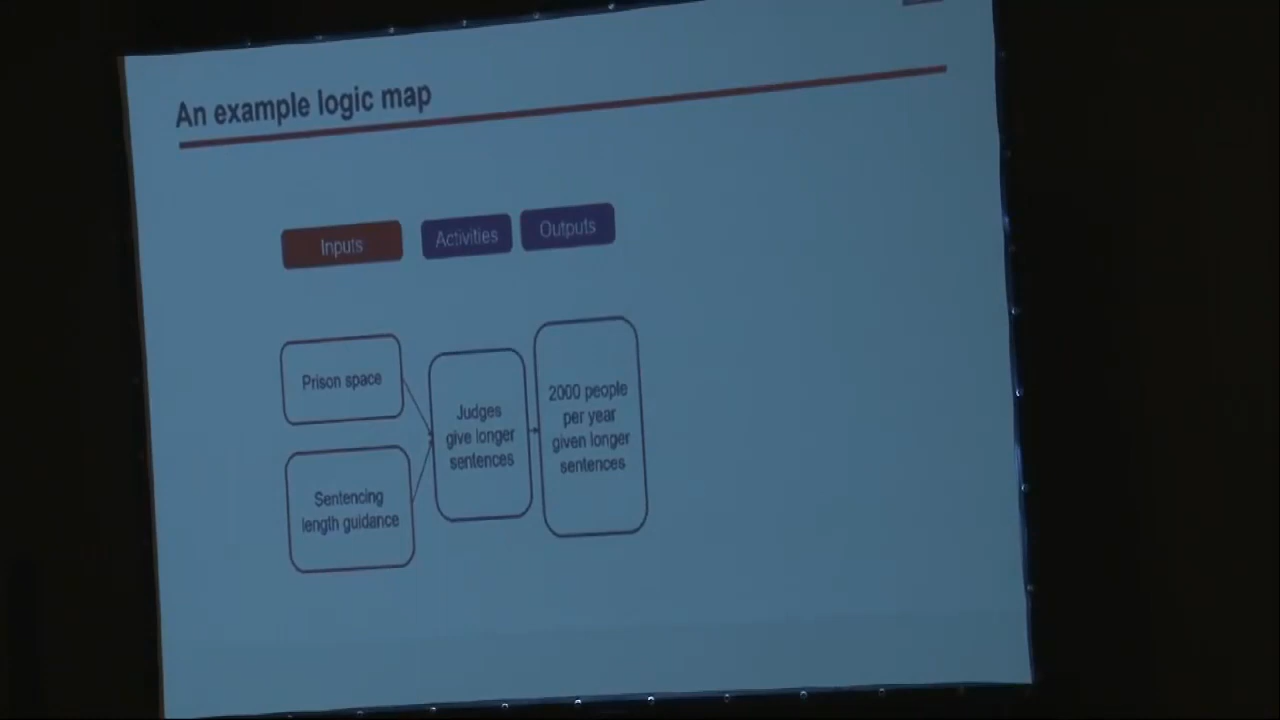 An example logic map
Inputs
Activities
Outputs
Prison space
Sentencing
length guidance
Judges
give longer
sentences
2000 people
per year
given longer
sentences